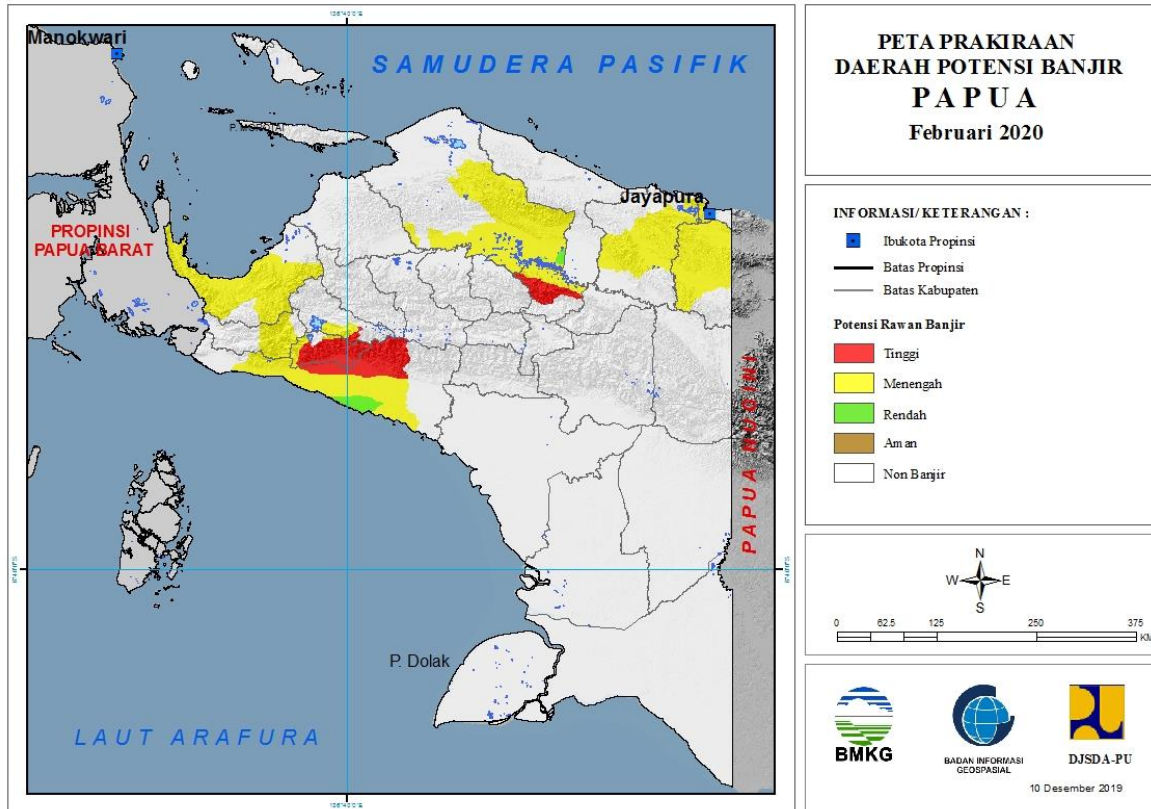 Manokwari
SAMUDERA PASIFIK
Jayapura
PROPINSI
PAPUA BARAT
PAPUA NUGINI
P. Dolak
LAUT ARAFURA
PETA PRAKIRAAN
DAERAH POTENSI BANJIR
PAPUA
Februari 2020
INFORMASI/ KETERANGAN :
Ibukota Propinsi
Batas Propinsi
Batas Kabupaten
Potensi Rawan Banjir
Tinggi
Menengah
Rendah
Aman
Non Banjir
N
W E
S
0 62.5 125 250 375
KM
BMKG
BADAN INFORMASI
GEOSPASIAL
DJSDA-PU
10 Desember 2019